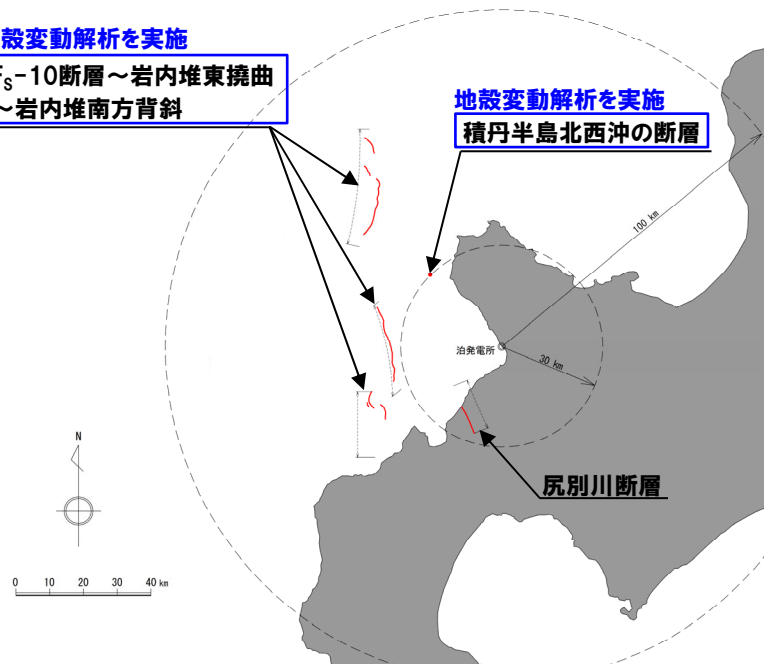 殻変動解析を実施
Fs-10断層～岩内堆東撓曲
～岩内堆南方背斜
地殻変動解析を実施
積丹半島北西沖の断層
100 km
泊発電所
30 km
尻別川断層
N
0 10 20 30 40 km